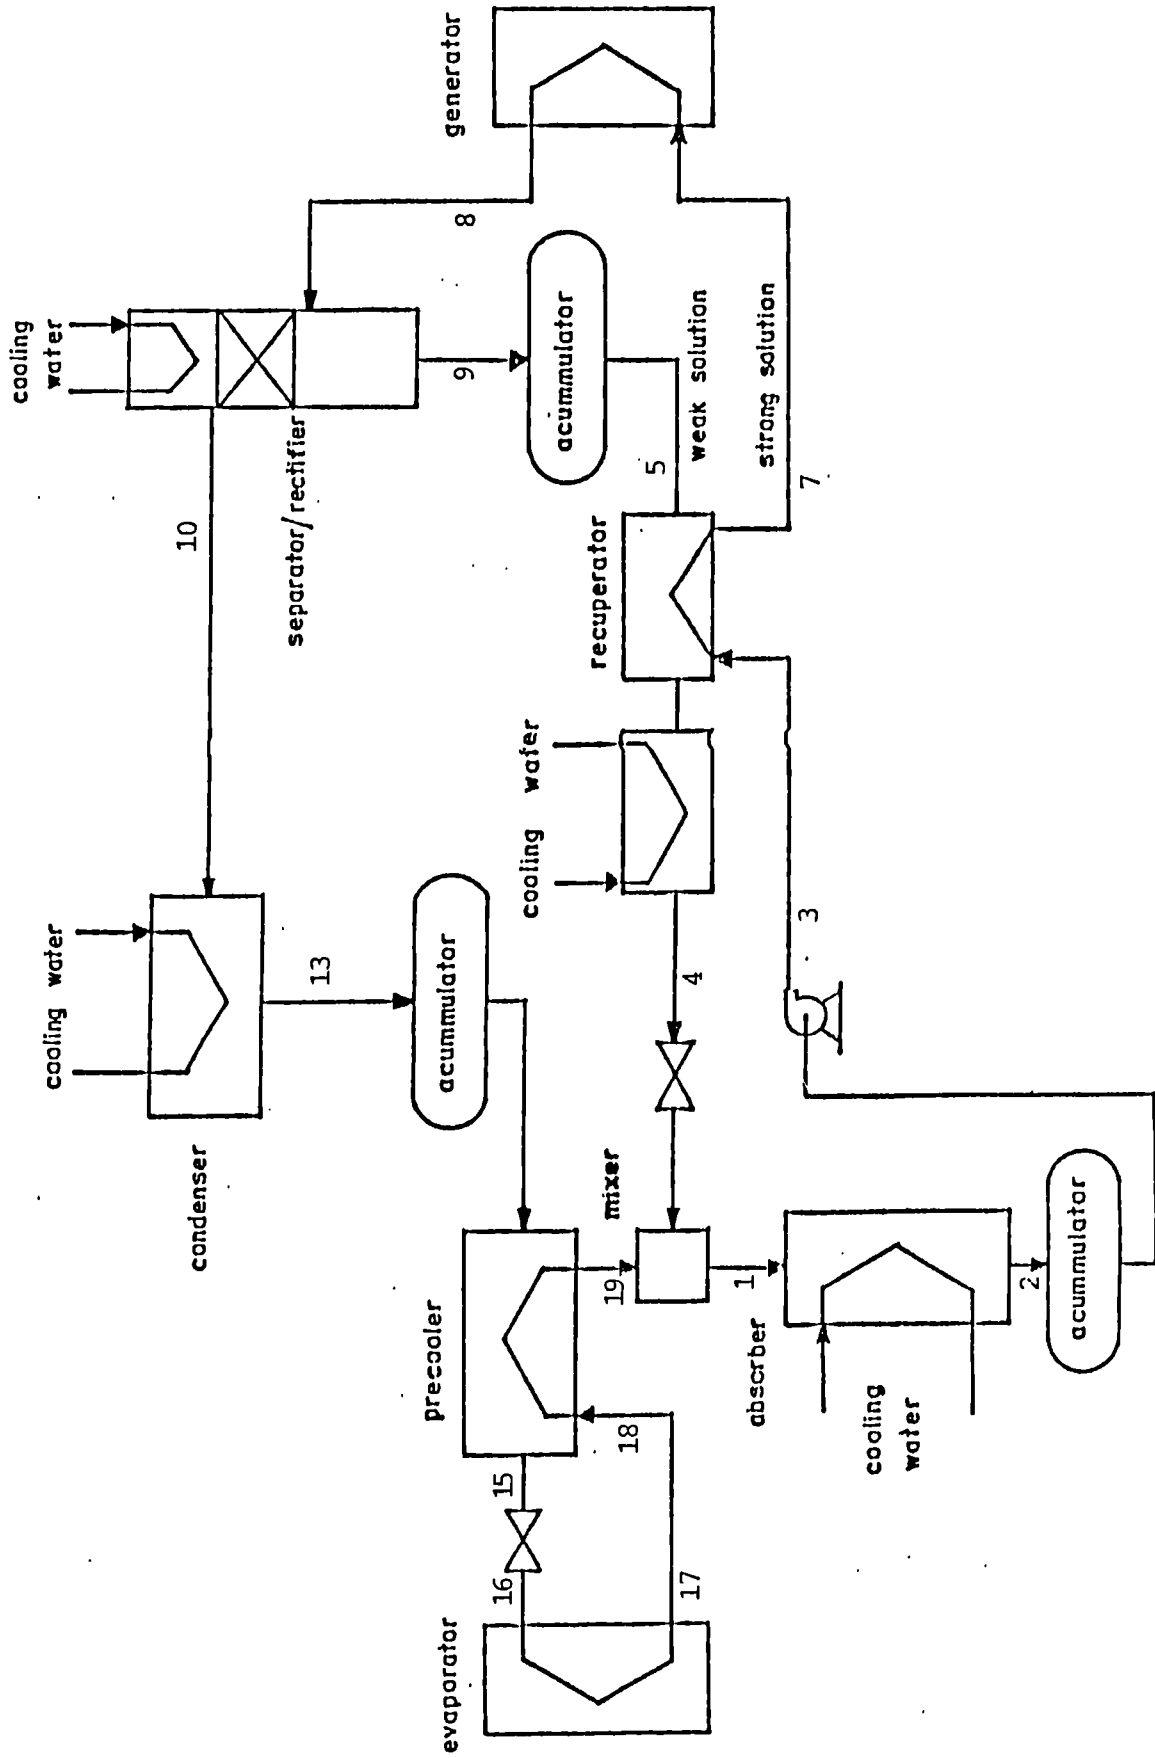 cooling
water
cooling water
10
condenser
separator/rectifier
13
precooler
acummulator
generator
evaporator
8
9
16
15
cooling water
acummulator
recuperator
mixer
19
18
5
17
4
weak solution
1
absorber
strong solution
3
7
cooling
water
2
acummulator